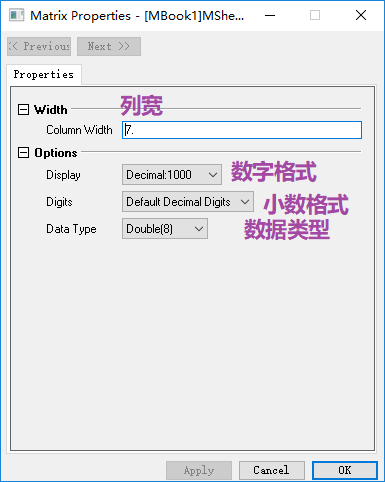 Matrix Properties - [MBook1]MShe...
<< Previous
Next >>
Properties
Width
列宽
Column Width
7.
Options
Display
Decimal:1000
数字格式
Digits
Default Decimal Digits
小数格式
Data Type
Double(8)
数据类型
Apply
Cancel
OK